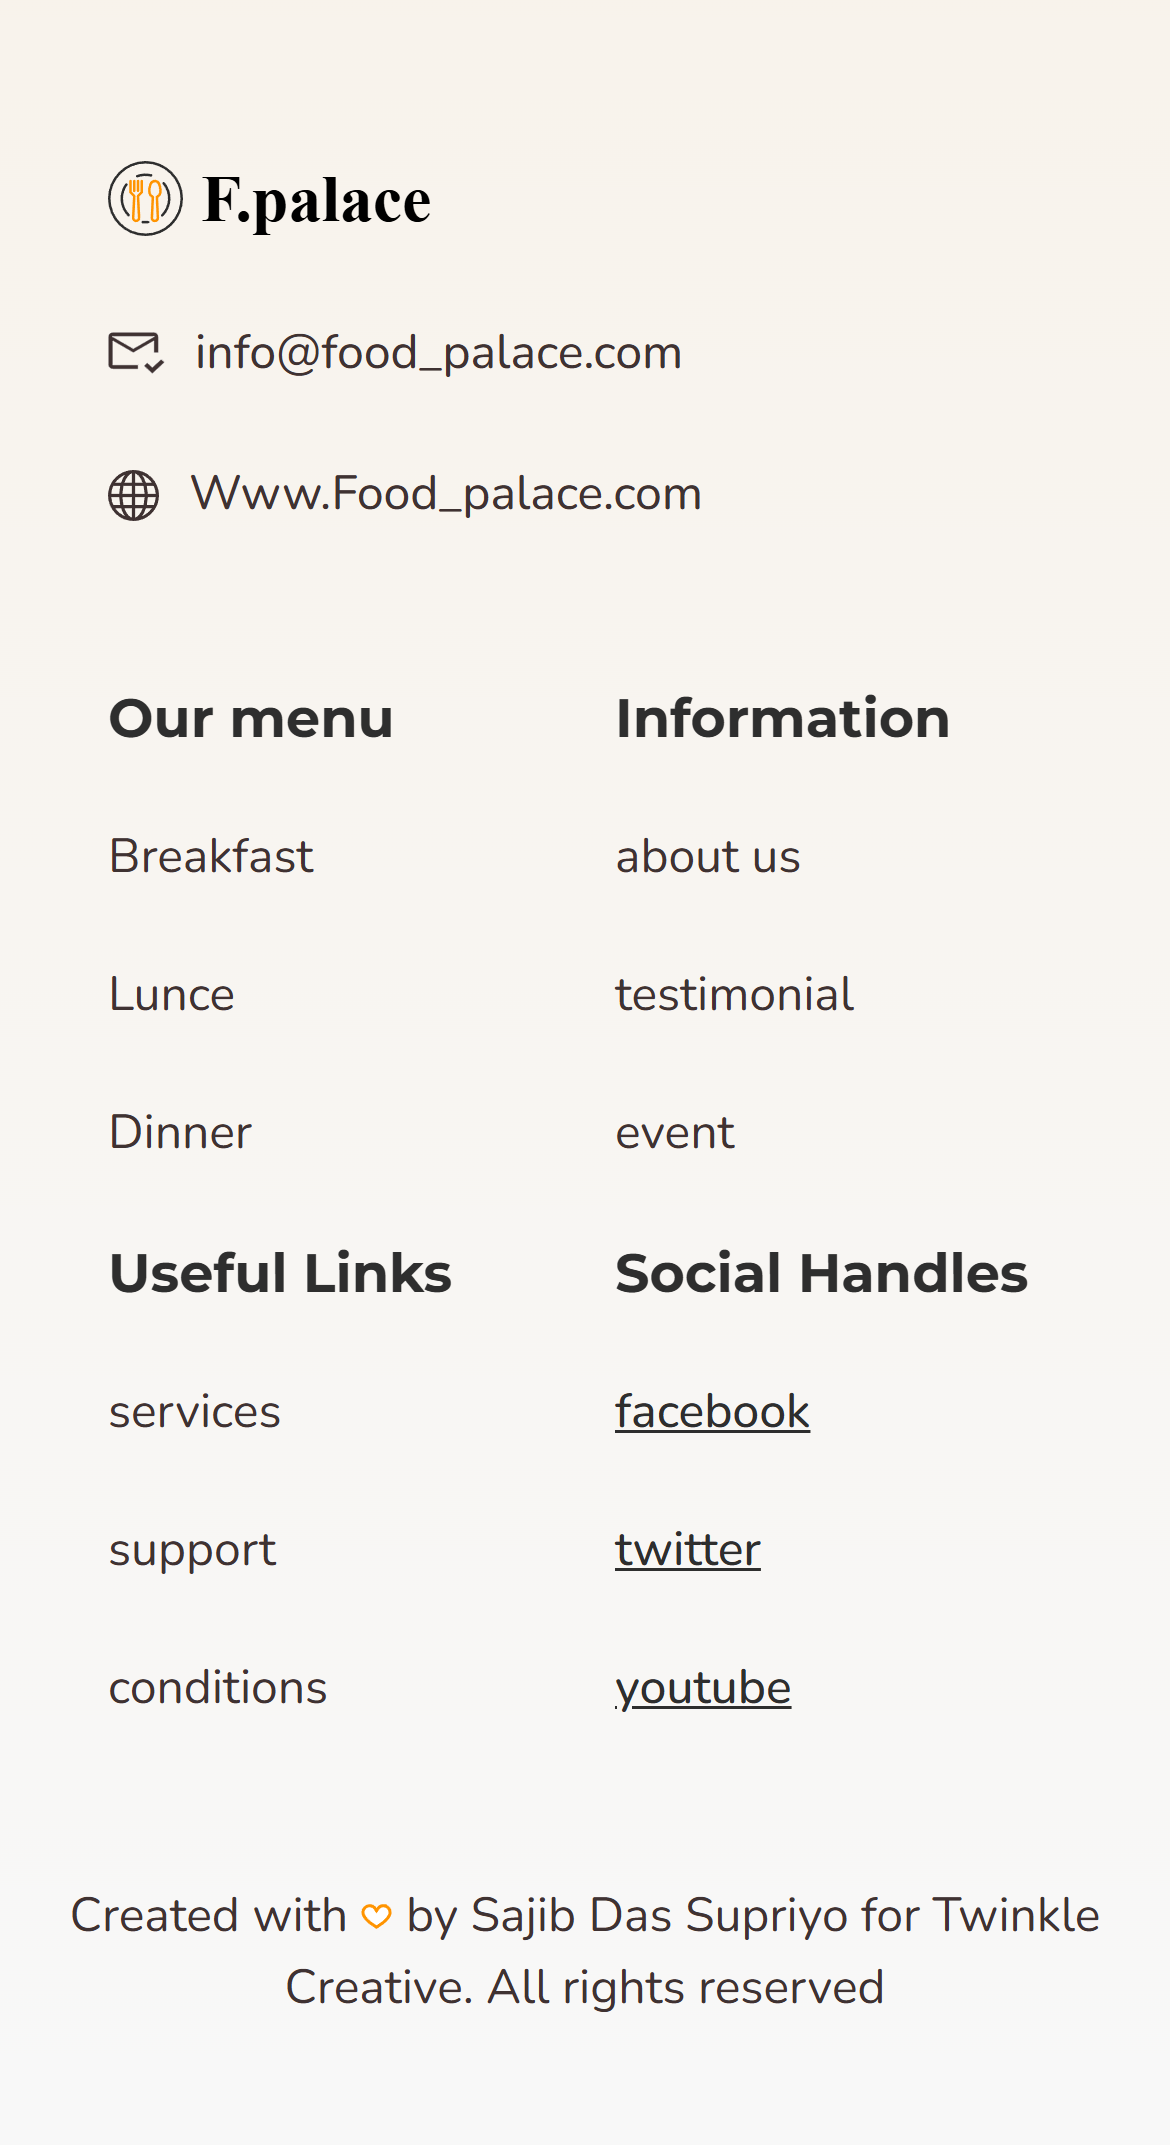 F.palace
info@food_palace.com
Www.Food_palace.com
Our menu
Breakfast
Lunce
Dinner
Information
about us
testimonial
event
Useful Links
services
support
conditions
Social Handles
facebook
twitter
youtube
Created with by Sajib Das Supriyo for Twinkle
Creative. All rights reserved